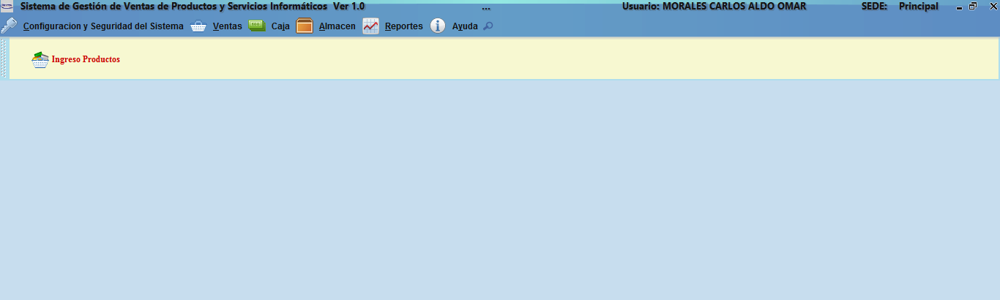 Sistema de Gestión de Ventas de Productos y Servicios Informáticos Ver 1.0 ... Usuario: MORALES CARLOS ALDO OMAR SEDE: Principal
Configuracion y Seguridad del Sistema Ventas 100 Caja Almacen Reportes Ayuda
Ingreso Productos